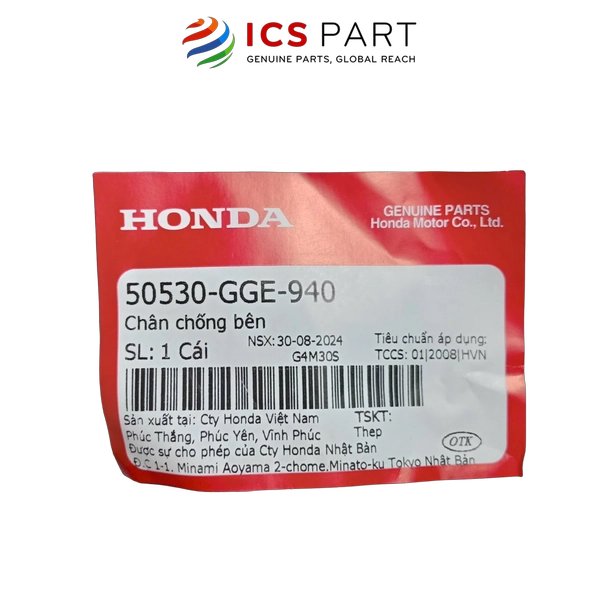 ICS PART
GENUINE PARTS, GLOBAL REACH
HONDA
GENUINE PARTS
Honda Motor Co., Ltd.
50530-GGE-940
Chân chống bên
SL: 1 Cái
NSX: 30-08-2024
G4M30S
Tiêu chuẩn áp dụng:
TCCS: 01|2008|HVN
Sản xuất tại: Cty Honda Việt Nam
TSKT:
Phúc Thắng, Phúc Yên, Vĩnh Phúc
Thep
Được sự cho phép của Cty Honda Nhật Bản
OTK
Đ.C 1-1. Minami Aoyama 2-chome.Minato-ku Tokyo Nhật Bản